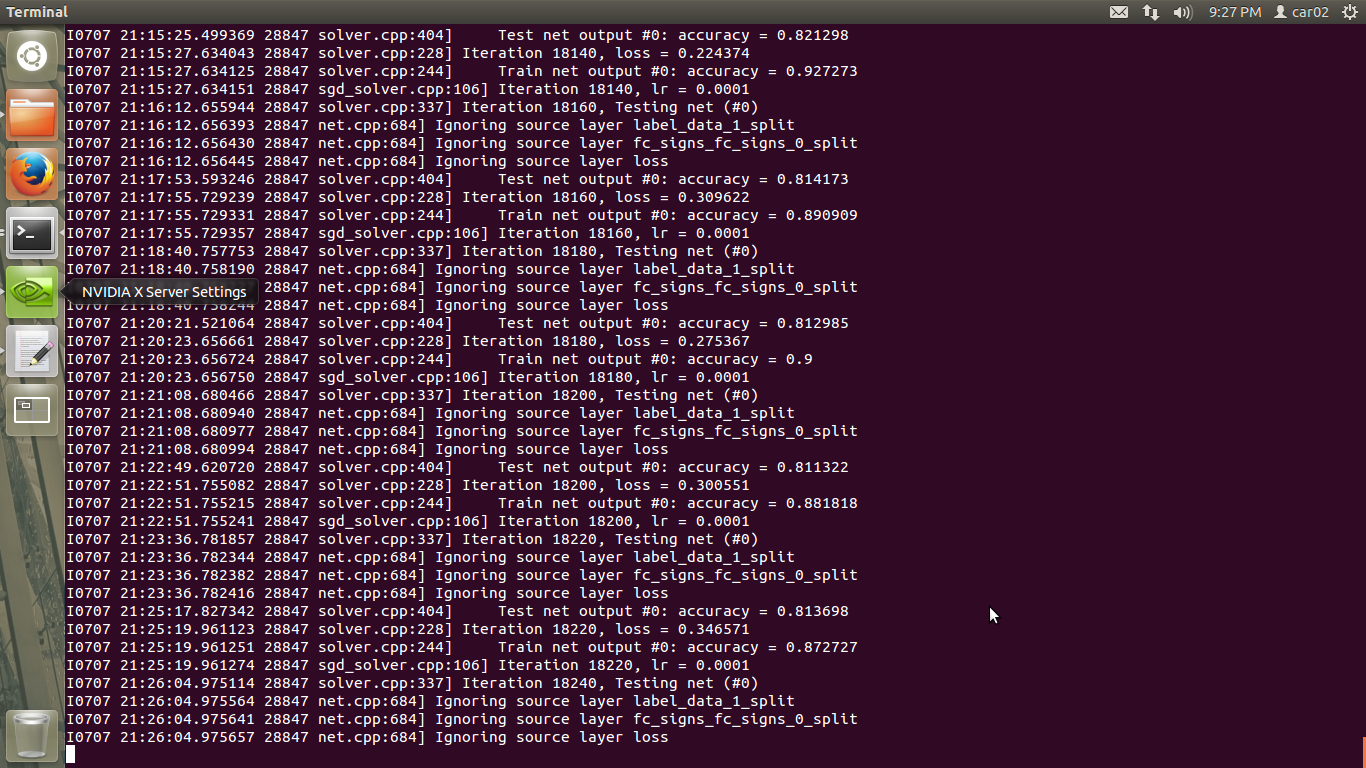 Terminal
9:27 PM
car02
I0707 21:15:25.499369 28847 solver.cpp:404]     Test net output #0: accuracy = 0.821298
I0707 21:15:27.634043 28847 solver.cpp:228] Iteration 18140, loss = 0.224374
I0707 21:15:27.634125 28847 solver.cpp:244]     Train net output #0: accuracy = 0.927273
I0707 21:15:27.634151 28847 sgd_solver.cpp:106] Iteration 18140, lr = 0.0001
I0707 21:16:12.655944 28847 solver.cpp:337] Iteration 18160, Testing net (#0)
I0707 21:16:12.656393 28847 net.cpp:684] Ignoring source layer label_data_1_split
I0707 21:16:12.656430 28847 net.cpp:684] Ignoring source layer fc_signs_fc_signs_0_split
I0707 21:16:12.656445 28847 net.cpp:684] Ignoring source layer loss
I0707 21:17:53.593246 28847 solver.cpp:404]     Test net output #0: accuracy = 0.814173
I0707 21:17:55.729239 28847 solver.cpp:228] Iteration 18160, loss = 0.309622
I0707 21:17:55.729331 28847 solver.cpp:244]     Train net output #0: accuracy = 0.890909
I0707 21:17:55.729357 28847 sgd_solver.cpp:106] Iteration 18160, lr = 0.0001
I0707 21:18:40.757753 28847 solver.cpp:337] Iteration 18180, Testing net (#0)
I0707 21:18:40.758190 28847 net.cpp:684] Ignoring source layer label_data_1_split
NVIDIA X Server Settings
28847 net.cpp:684] Ignoring source layer fc_signs_fc_signs_0_split
I0707 21:18:40.758244 28847 net.cpp:684] Ignoring source layer loss
I0707 21:20:21.521064 28847 solver.cpp:404]     Test net output #0: accuracy = 0.812985
I0707 21:20:23.656661 28847 solver.cpp:228] Iteration 18180, loss = 0.275367
I0707 21:20:23.656724 28847 solver.cpp:244]     Train net output #0: accuracy = 0.9
I0707 21:20:23.656750 28847 sgd_solver.cpp:106] Iteration 18180, lr = 0.0001
I0707 21:21:08.680466 28847 solver.cpp:337] Iteration 18200, Testing net (#0)
I0707 21:21:08.680940 28847 net.cpp:684] Ignoring source layer label_data_1_split
I0707 21:21:08.680977 28847 net.cpp:684] Ignoring source layer fc_signs_fc_signs_0_split
I0707 21:21:08.680994 28847 net.cpp:684] Ignoring source layer loss
I0707 21:22:49.620720 28847 solver.cpp:404]     Test net output #0: accuracy = 0.811322
I0707 21:22:51.755082 28847 solver.cpp:228] Iteration 18200, loss = 0.300551
I0707 21:22:51.755215 28847 solver.cpp:244]     Train net output #0: accuracy = 0.881818
I0707 21:22:51.755241 28847 sgd_solver.cpp:106] Iteration 18200, lr = 0.0001
I0707 21:23:36.781857 28847 solver.cpp:337] Iteration 18220, Testing net (#0)
I0707 21:23:36.782344 28847 net.cpp:684] Ignoring source layer label_data_1_split
I0707 21:23:36.782382 28847 net.cpp:684] Ignoring source layer fc_signs_fc_signs_0_split
I0707 21:23:36.782416 28847 net.cpp:684] Ignoring source layer loss
I0707 21:25:17.827342 28847 solver.cpp:404]     Test net output #0: accuracy = 0.813698
I0707 21:25:19.961123 28847 solver.cpp:228] Iteration 18220, loss = 0.346571
I0707 21:25:19.961251 28847 solver.cpp:244]     Train net output #0: accuracy = 0.872727
I0707 21:25:19.961274 28847 sgd_solver.cpp:106] Iteration 18220, lr = 0.0001
I0707 21:26:04.975114 28847 solver.cpp:337] Iteration 18240, Testing net (#0)
I0707 21:26:04.975564 28847 net.cpp:684] Ignoring source layer label_data_1_split
I0707 21:26:04.975641 28847 net.cpp:684] Ignoring source layer fc_signs_fc_signs_0_split
I0707 21:26:04.975657 28847 net.cpp:684] Ignoring source layer loss